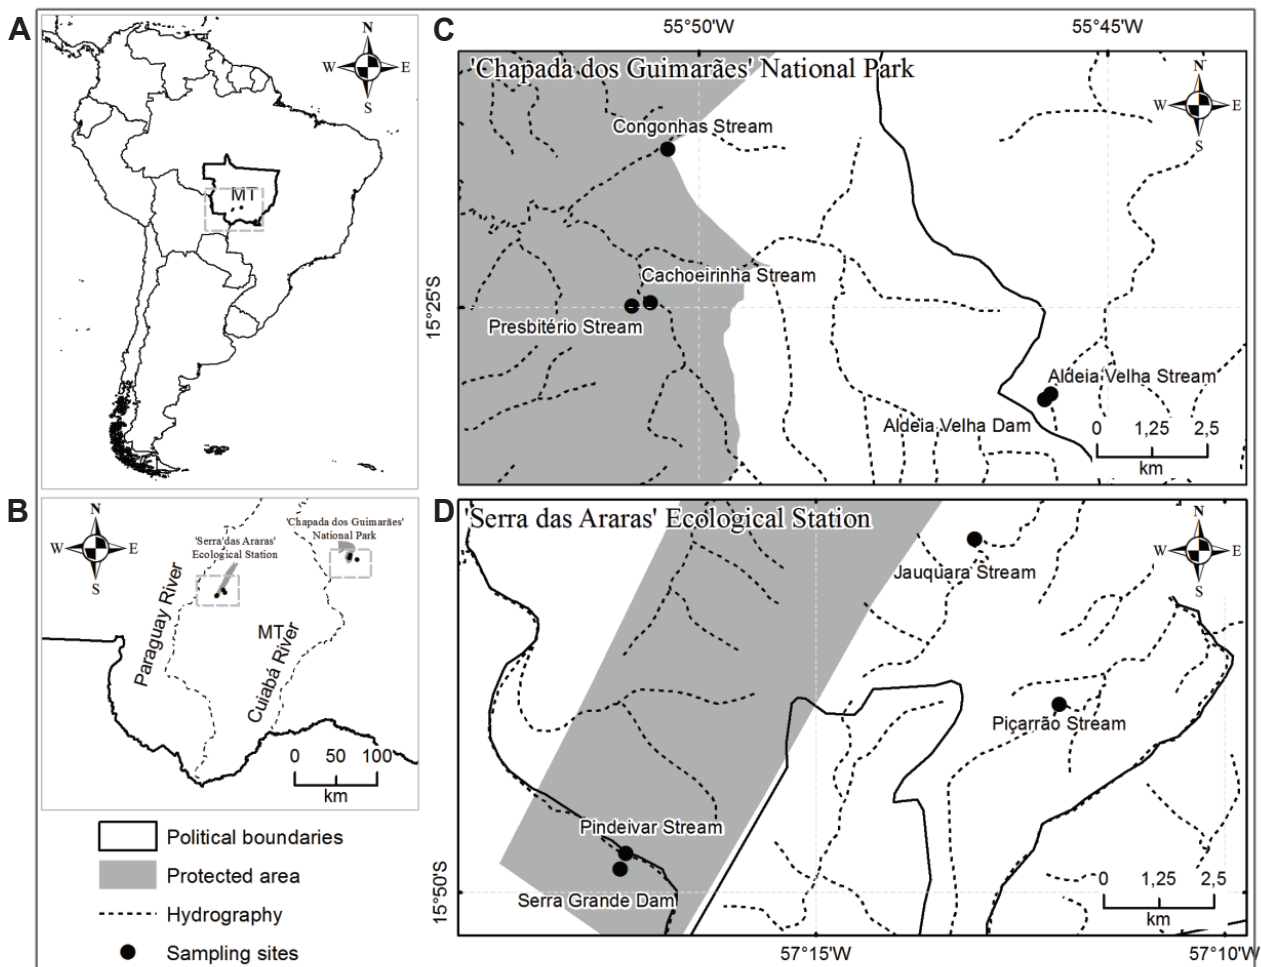 A
N
W
E
S
MT
B
N
W
E
S
'Chapada dos Guimarães'
National Park
'Serra das Araras'
Ecological Station
Paraguay River
MT
Cuiabá River
0 50 100
km
Political boundaries
Protected area
Hydrography
Sampling sites
C
55°50'W
55°45'W
'Chapada dos Guimarães' National Park
N
W
E
S
Congonhas Stream
Cachoeirinha Stream
15°25'S
Presbitério Stream
Aldeia Velha Stream
Aldeia Velha Dam
0 1,25 2,5
km
D
'Serra das Araras' Ecological Station
N
W
E
S
Jauquara Stream
Piçarrão Stream
Pindeivar Stream
15°50'S
Serra Grande Dam
0 1,25 2,5
km
57°15'W
57°10'W